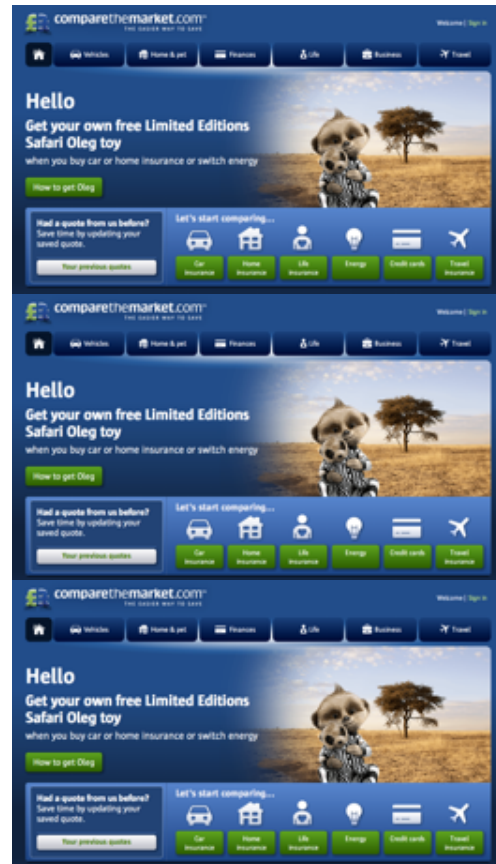 comparethemarket.com™
THE EASIER WAY TO SAVE
Welcome | Sign in
Vehicles
Home & pet
Finances
Life
Business
Travel
Hello
Get your own free Limited Editions
Safari Oleg toy
when you buy car or home insurance or switch energy
How to get Oleg
Had a quote from us before?
Save time by updating your
saved quote.
Your previous quotes
Let's start comparing...
Car
Insurance
Home
Insurance
Life
Insurance
Energy
Credit cards
Travel
Insurance
comparethemarket.com™
THE EASIER WAY TO SAVE
Welcome | Sign in
Vehicles
Home & pet
Finances
Life
Business
Travel
Hello
Get your own free Limited Editions
Safari Oleg toy
when you buy car or home insurance or switch energy
How to get Oleg
Had a quote from us before?
Save time by updating your
saved quote.
Your previous quotes
Let's start comparing...
Car
Insurance
Home
Insurance
Life
Insurance
Energy
Credit cards
Travel
Insurance
comparethemarket.com™
THE EASIER WAY TO SAVE
Welcome | Sign in
Vehicles
Home & pet
Finances
Life
Business
Travel
Hello
Get your own free Limited Editions
Safari Oleg toy
when you buy car or home insurance or switch energy
How to get Oleg
Had a quote from us before?
Save time by updating your
saved quote.
Your previous quotes
Let's start comparing...
Car
Insurance
Home
Insurance
Life
Insurance
Energy
Credit cards
Travel
Insurance